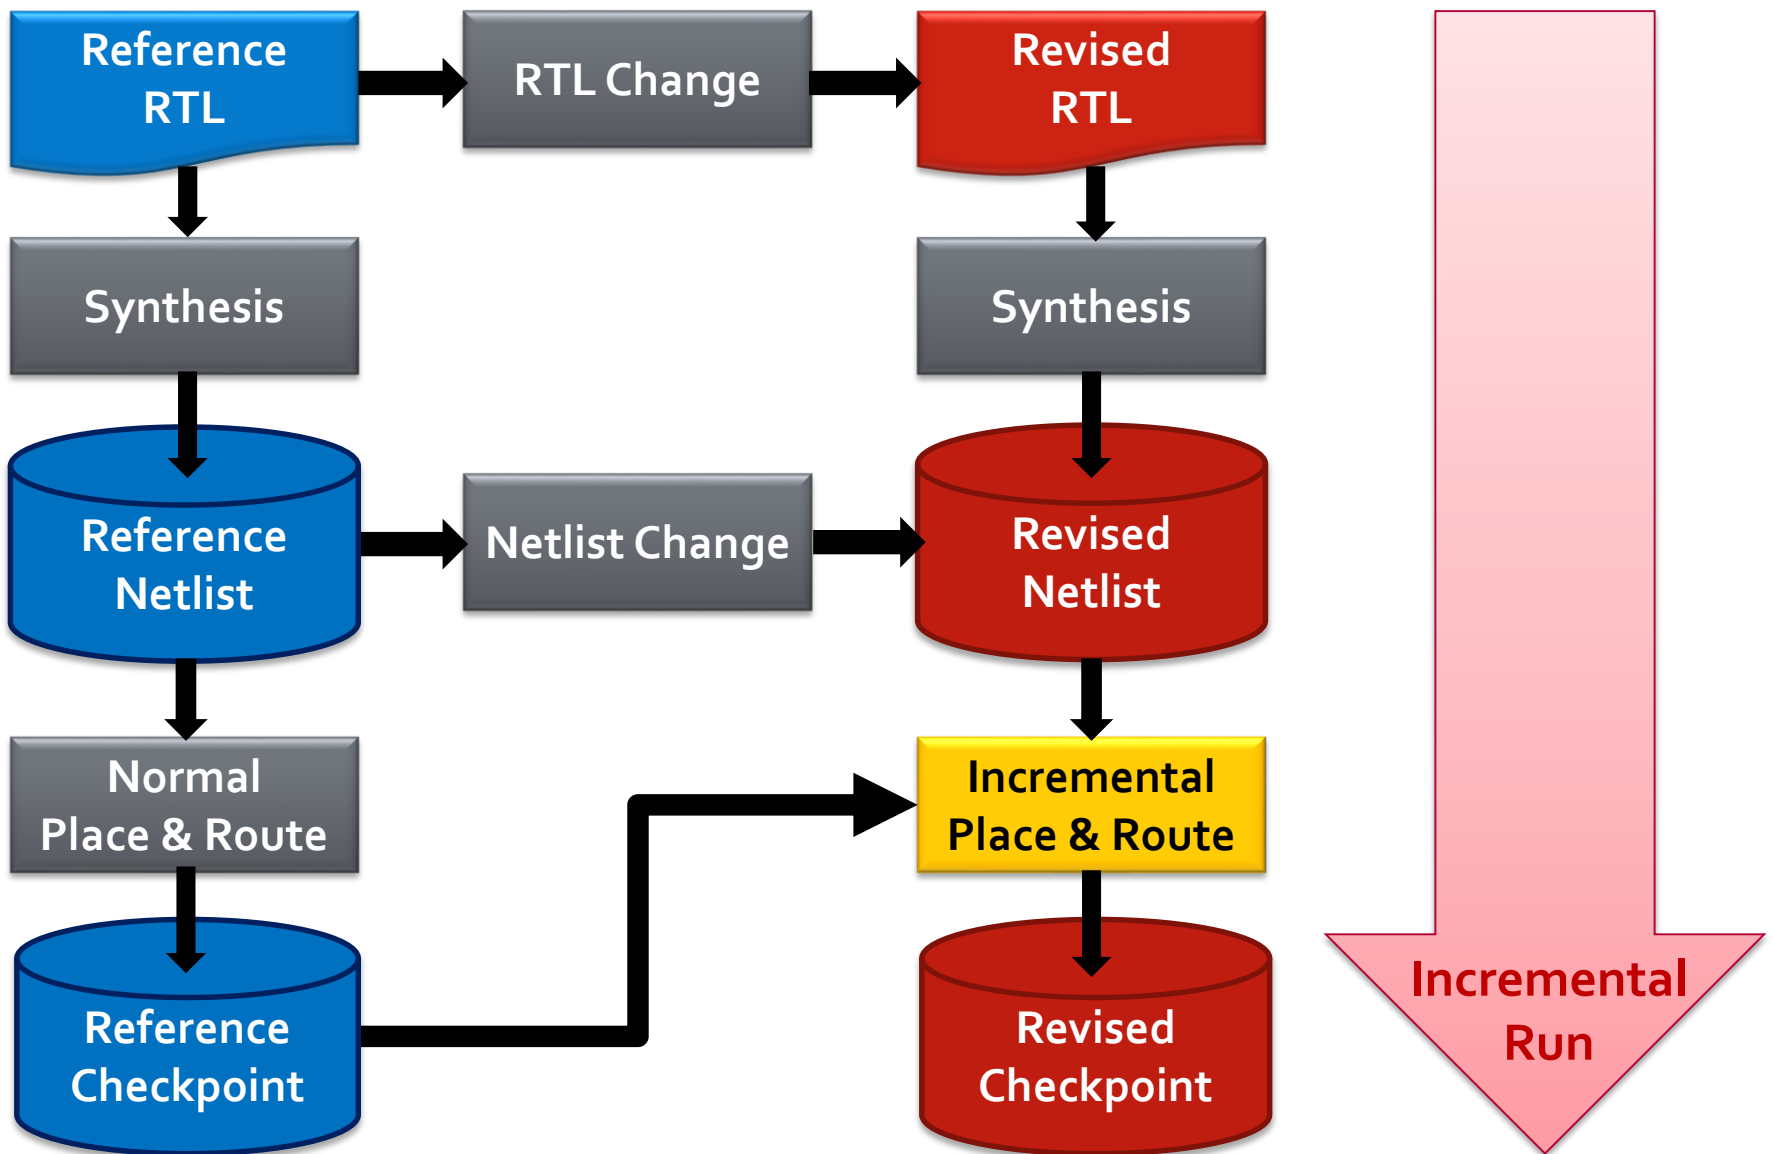 Reference
RTL
RTL Change
Revised
RTL
Synthesis
Synthesis
Reference
Netlist
Netlist Change
Revised
Netlist
Normal
Place & Route
Incremental
Place & Route
Reference
Checkpoint
Revised
Checkpoint
Incremental
Run